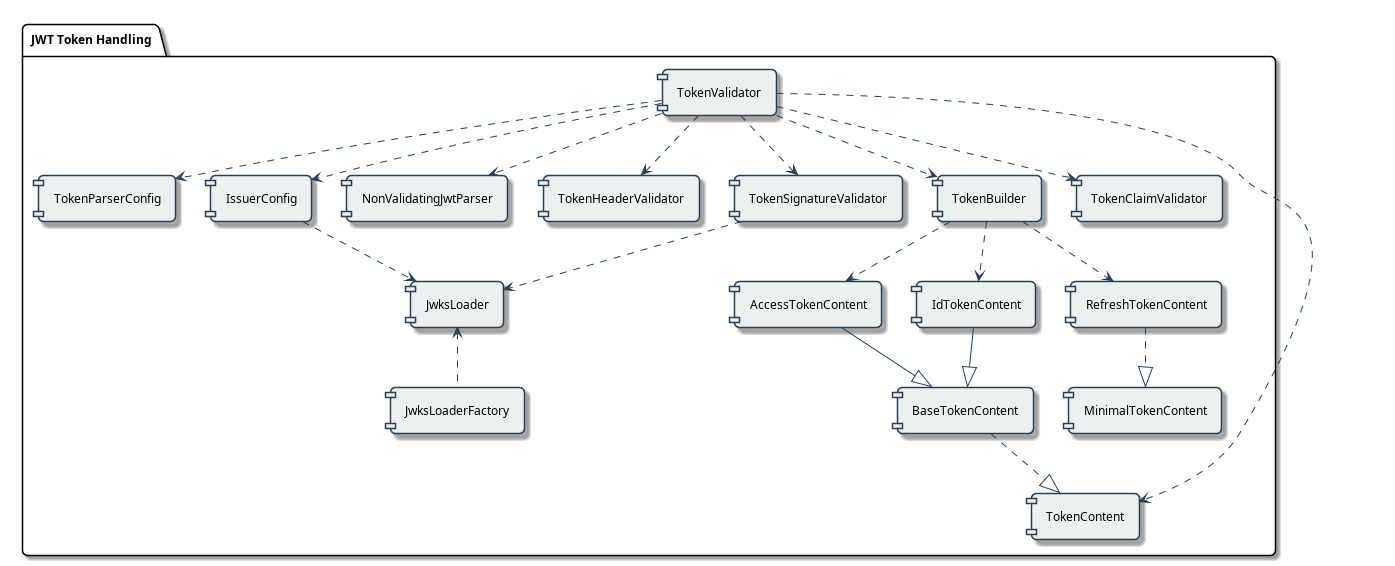 JWT Token Handling
TokenValidator
TokenParserConfig
IssuerConfig
NonValidatingJwtParser
TokenHeaderValidator
TokenSignatureValidator
TokenBuilder
TokenClaimValidator
JwksLoader
AccessTokenContent
IdTokenContent
RefreshTokenContent
JwksLoaderFactory
BaseTokenContent
MinimalTokenContent
TokenContent